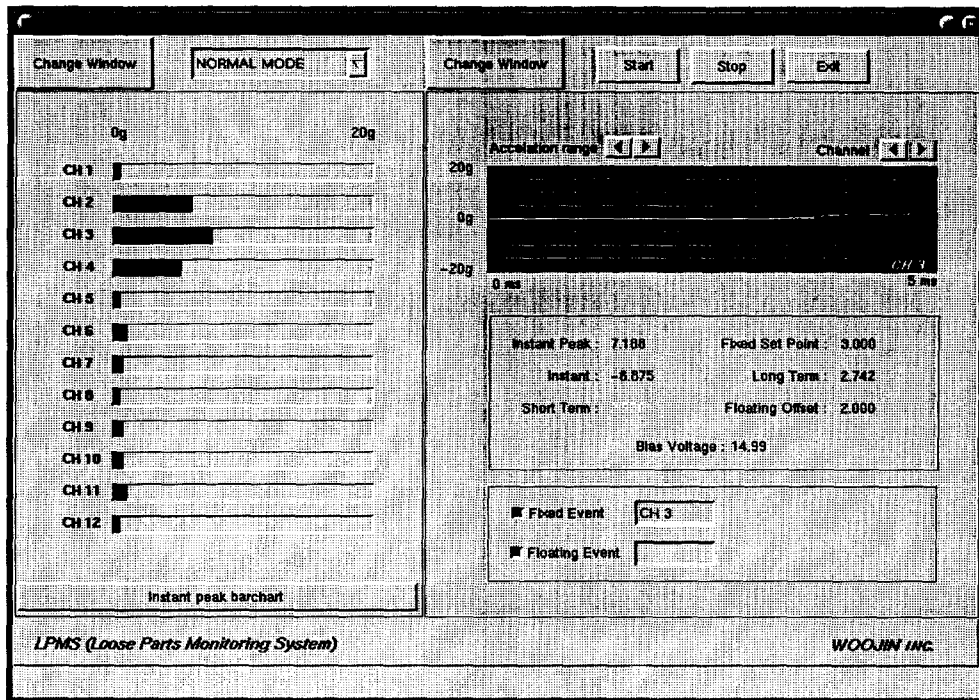 Change Window
NORMAL MODE
Change Window
Start
Stop
Exit
0g 20g
CH 1
CH 2
CH 3
CH 4
CH 5
CH 6
CH 7
CH 8
CH 9
CH 10
CH 11
CH 12
Instant peak barchart
Accelation range
Channel
20g
0g
-20g
CH 3
0 ms 5 ms
Instant Peak : 7.188 Fixed Set Point : 3.000
Instant : -6.875 Long Term : 2.742
Short Term : Floating Offset : 2.000
Bias Voltage : 14.99
Fixed Event CH 3
Floating Event
LPMS (Loose Parts Monitoring System) WOOJIN INC.